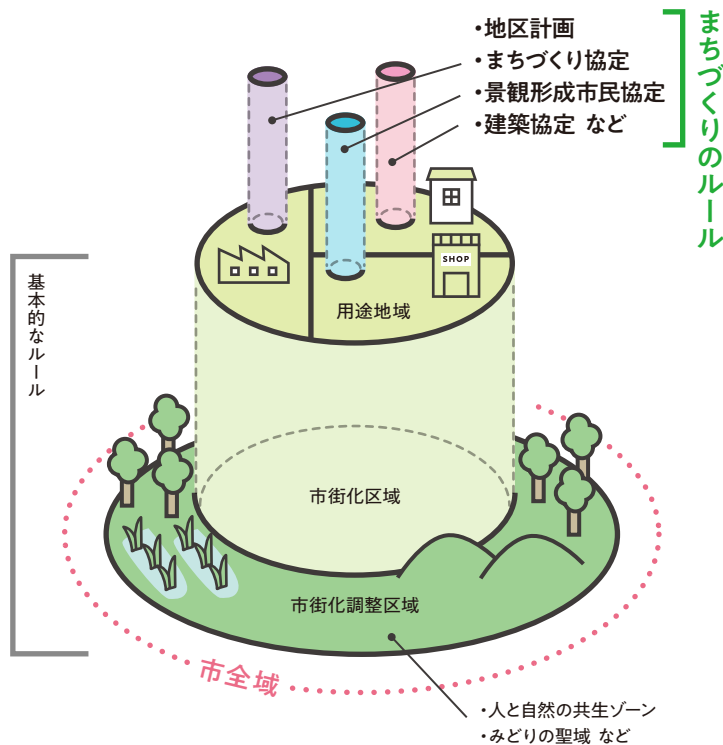 ・地区計画
・まちづくり協定
・景観形成市民協定
・建築協定 など
まちづくりのルール
基本的なルール
SHOP
用途地域
市街化区域
市街化調整区域
市全域
・人と自然の共生ゾーン
・みどりの聖域 など